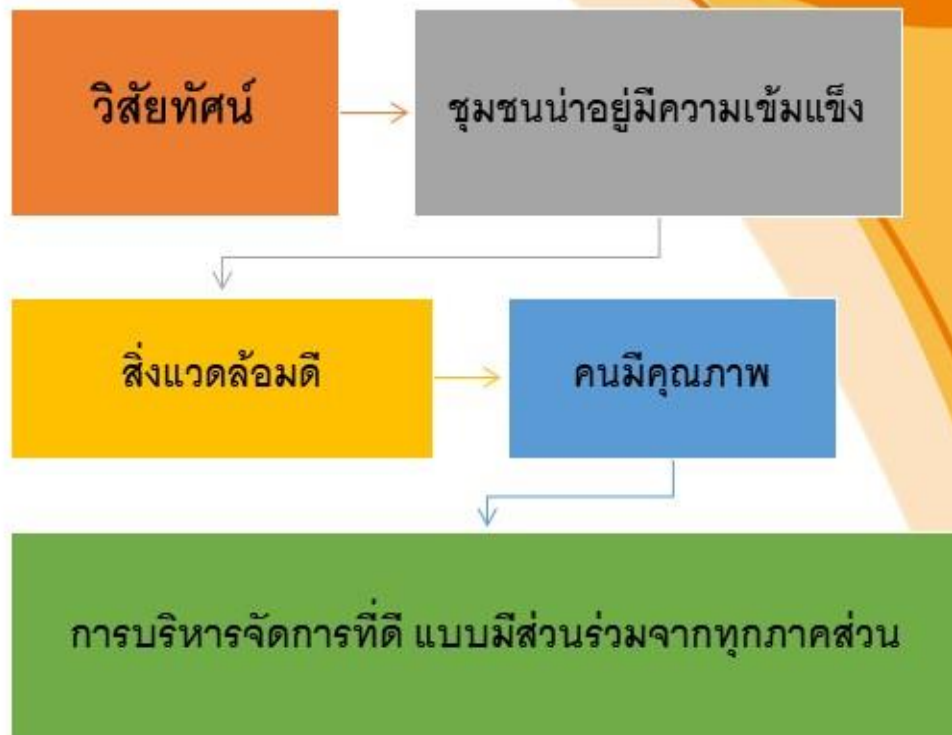 วิสัยทัศน์
ชุมชนน่าอยู่มีความเข้มแข็ง
สิ่งแวดล้อมดี
คนมีคุณภาพ
การบริหารจัดการที่ดี แบบมีส่วนร่วมจากทุกภาคส่วน